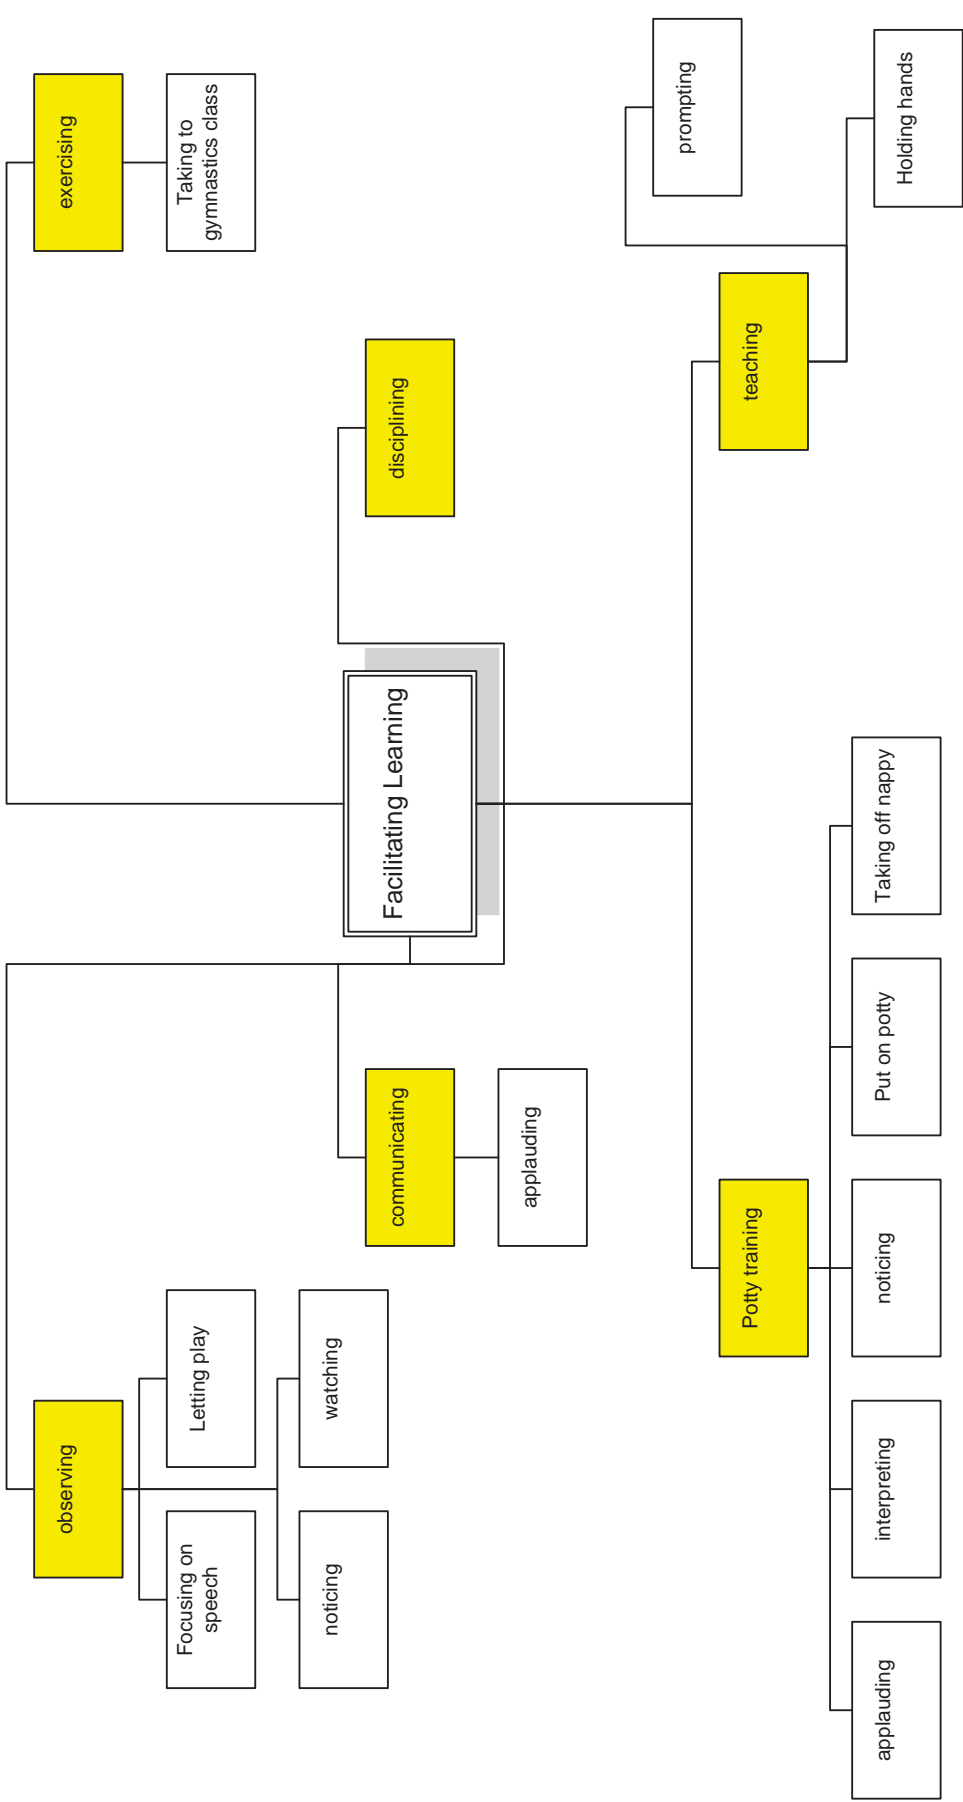 observing
exercising
Focusing on
speech
Letting play
Taking to
gymnastics class
noticing
watching
communicating
Facilitating Learning
disciplining
applauding
prompting
Potty training
teaching
applauding
interpreting
noticing
Put on potty
Taking off nappy
Holding hands